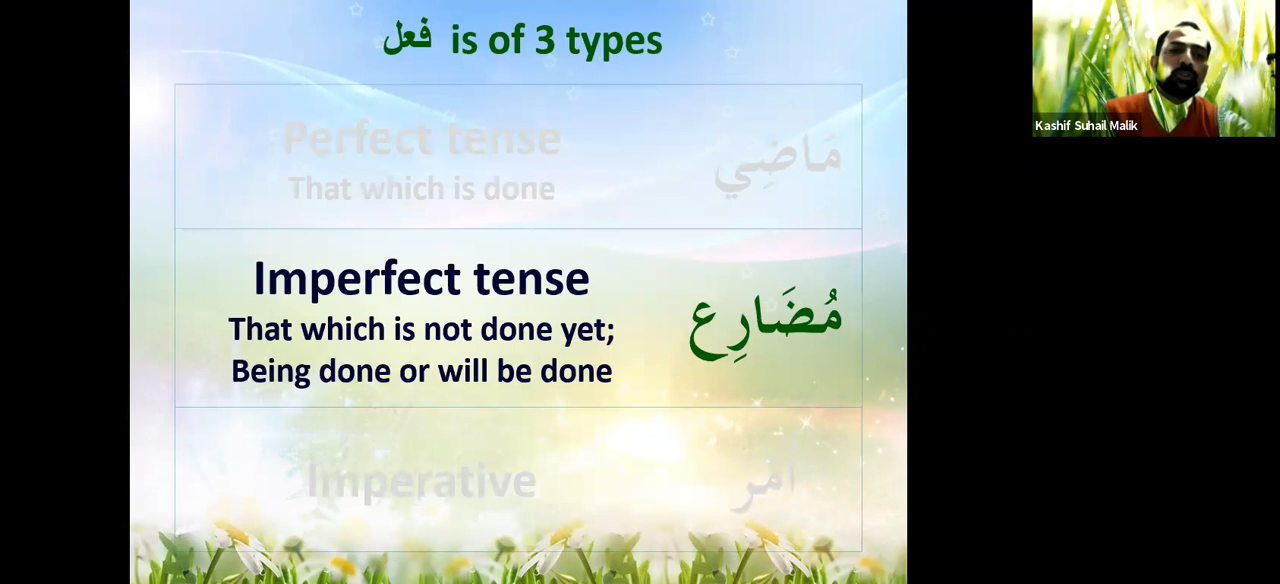 فعل is of 3 types
Perfect tense
That which is done
مَاضِي
Imperfect tense
That which is not done yet;
Being done or will be done
مُضَارِع
Imperative
أمر
Kashif Suhail Malik